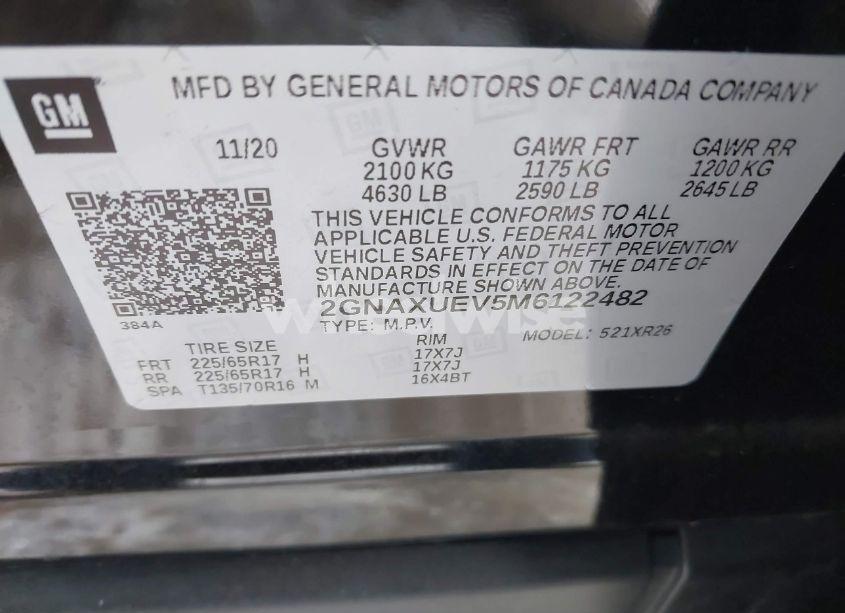 GM
MFD BY GENERAL MOTORS OF CANADA COMPANY
11/20 GVWR GAWR FRT GAWR RR
2100 KG 1175 KG 1200 KG
4630 LB 2590 LB 2645 LB
THIS VEHICLE CONFORMS TO ALL
APPLICABLE U.S. FEDERAL MOTOR
VEHICLE SAFETY AND THEFT PREVENTION
STANDARDS IN EFFECT ON THE DATE OF
MANUFACTURE SHOWN ABOVE.
2GNAXUEV5M6122482
384A
TYPE: M.P.V. MODEL: 521XR26
TIRE SIZE RIM
FRT 225/65R17 H 17X7J
RR 225/65R17 H 17X7J
SPA T135/70R16 M 16X4BT